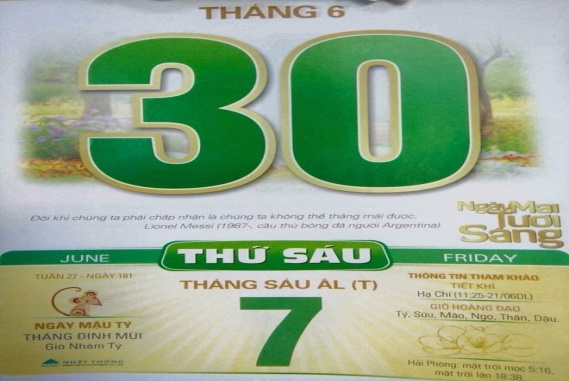 THÁNG 6
30
Đôi khi chúng ta phải chấp nhận là chúng ta không thể thắng mãi được.
Lionel Messi (1987-, cầu thủ bóng đá người Argentina)
Ngày Mai
Tươi
Sáng
JUNE
THỨ SÁU
FRIDAY
TUẦN 27 - NGÀY 181
THÁNG SÁU ÂL (T)
7
NGÀY MẬU TÝ
THÁNG ĐINH MÙI
Giờ Nhâm Tý
NHẤT THÔNG
THÔNG TIN THAM KHẢO
TIẾT KHÍ
Hạ Chí (11:25-21/06DL)
GIỜ HOÀNG ĐẠO
Tý, Sửu, Mão, Ngọ, Thân, Dậu.
Hải Phòng: mặt trời mọc 5:16,
mặt trời lặn 18:38